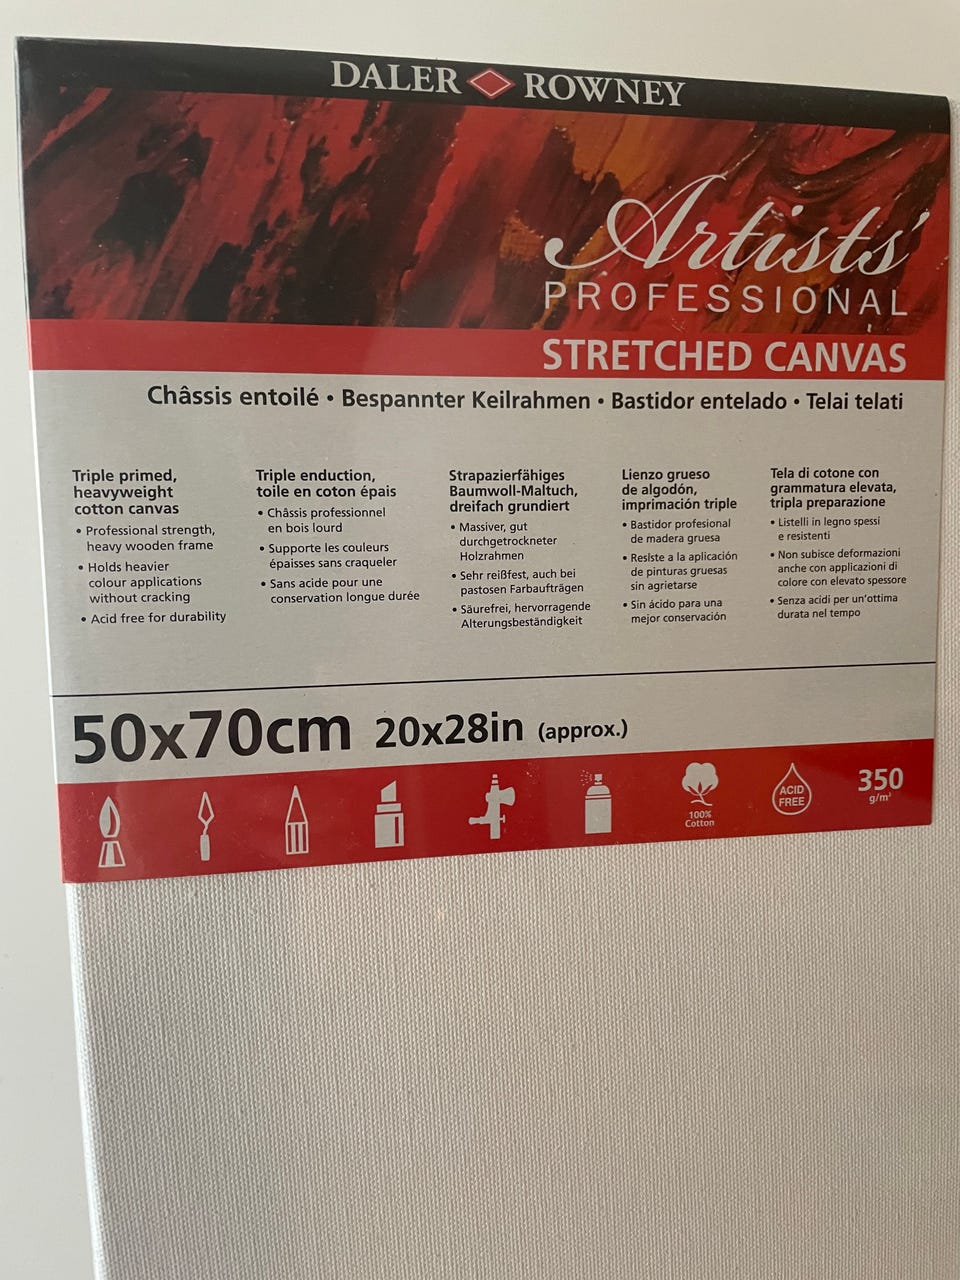 DALER ROWNEY
Artists'
PROFESSIONAL
STRETCHED CANVAS
Châssis entoilé • Bespannter Keilrahmen • Bastidor entelado • Telai telati
Triple primed,
heavyweight
cotton canvas
• Professional strength,
heavy wooden frame
• Holds heavier
colour applications
without cracking
• Acid free for durability
Triple enduction,
toile en coton épais
• Châssis professionnel
en bois lourd
• Supporte les couleurs
épaisses sans craqueler
• Sans acide pour une
conservation longue durée
Strapazierfähiges
Baumwoll-Maltuch,
dreifach grundiert
• Massiver, gut
durchgetrockneter
Holzrahmen
• Sehr reißfest, auch bei
pastosen Farbaufträgen
• Säurefrei, hervorragende
Alterungsbeständigkeit
Lienzo grueso
de algodón,
imprimación triple
• Bastidor profesional
de madera gruesa
• Resiste a la aplicación
de pinturas gruesas
sin agrietarse
• Sin ácido para una
mejor conservación
Tela di cotone con
grammatura elevata,
tripla preparazione
• Listelli in legno spessi
e resistenti
• Non subisce deformazioni
anche con applicazioni di
colore con elevato spessore
• Senza acidi per un'ottima
durata nel tempo
50x70cm 20x28in (approx.)
100%
Cotton
ACID
FREE
350
g/m²